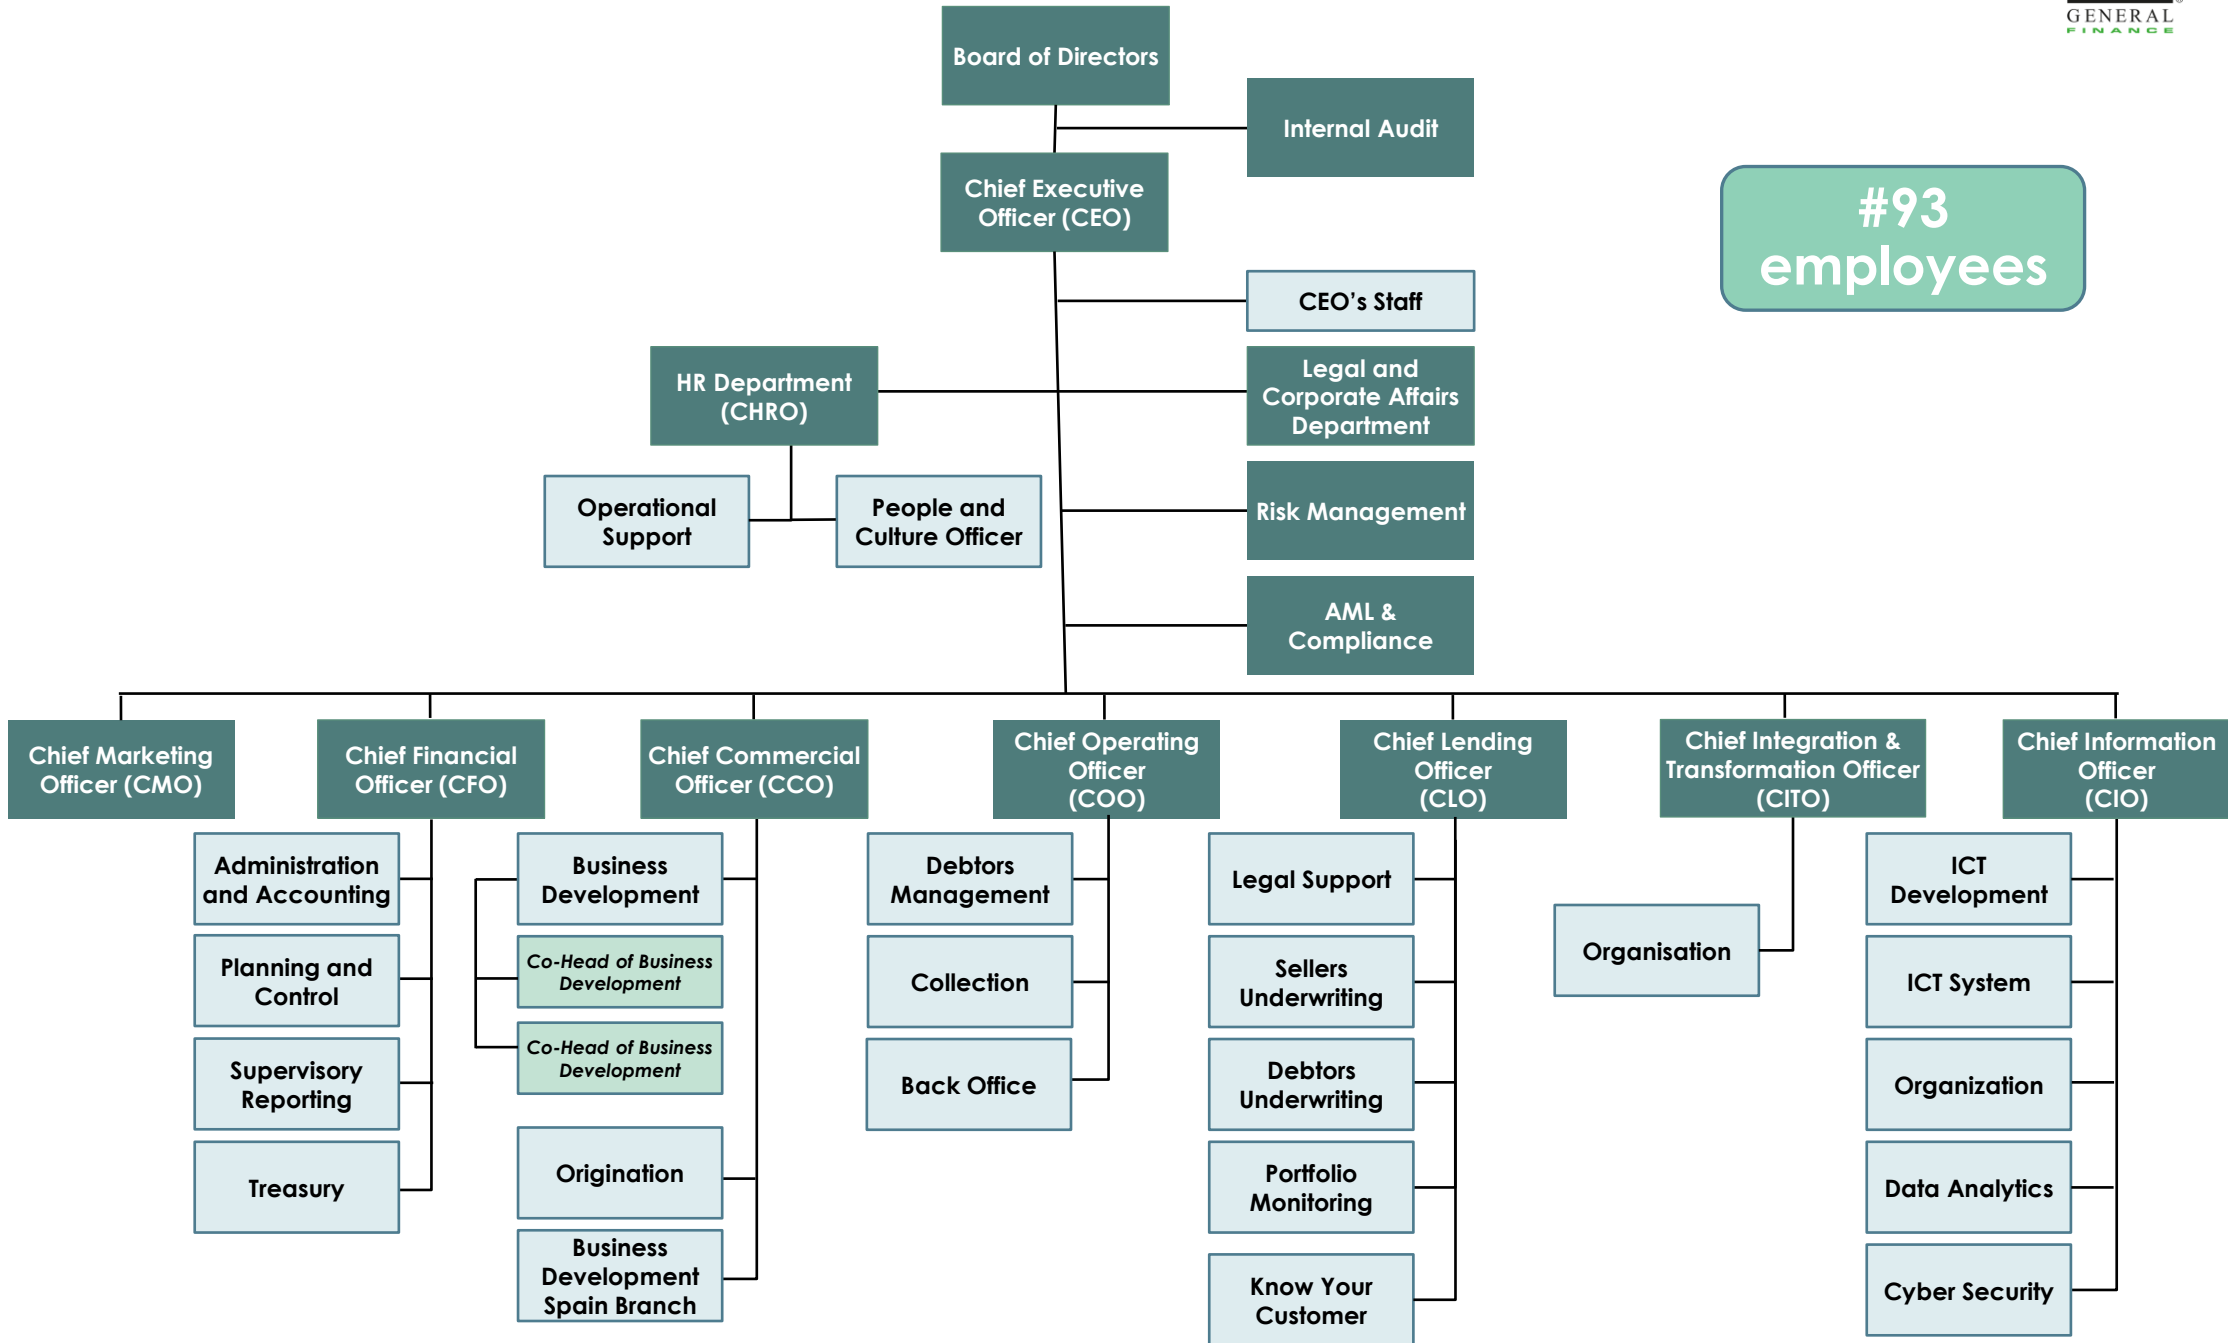 GENERAL
FINANCE
Board of Directors
Internal Audit
Chief Executive
Officer (CEO)
#93
employees
CEO’s Staff
HR Department
(CHRO)
Legal and
Corporate Affairs
Department
Operational
Support
People and
Culture Officer
Risk Management
AML &
Compliance
Chief Marketing
Officer (CMO)
Chief Financial
Officer (CFO)
Chief Commercial
Officer (CCO)
Chief Operating
Officer
(COO)
Chief Lending
Officer
(CLO)
Chief Integration &
Transformation Officer
(CITO)
Chief Information
Officer
(CIO)
Administration
and Accounting
Planning and
Control
Supervisory
Reporting
Treasury
Business
Development
Co-Head of Business
Development
Co-Head of Business
Development
Origination
Business
Development
Spain Branch
Debtors
Management
Collection
Back Office
Legal Support
Sellers
Underwriting
Debtors
Underwriting
Portfolio
Monitoring
Know Your
Customer
Organisation
ICT
Development
ICT System
Organization
Data Analytics
Cyber Security